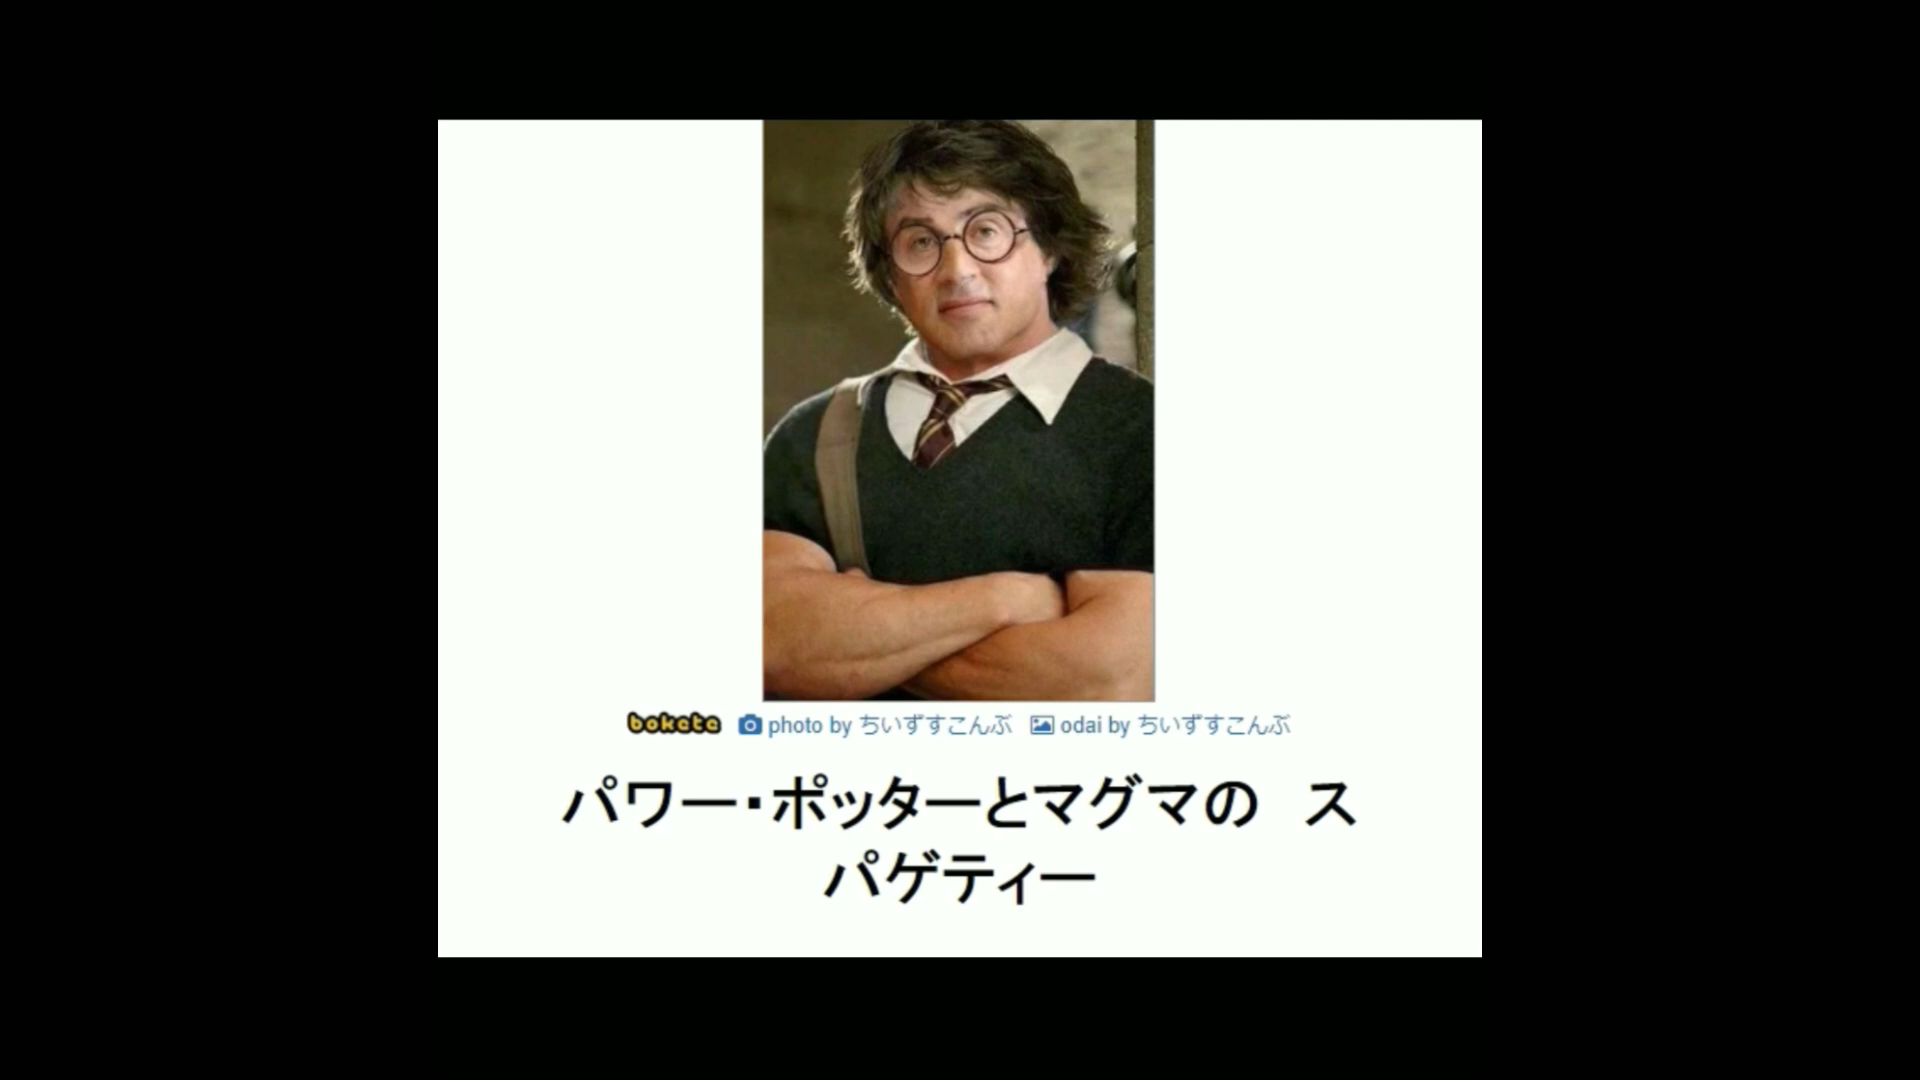 bokete photo by ちいずすこんぶ odai by ちいずすこんぶ
パワー・ポッターとマグマの　ス
パゲティー